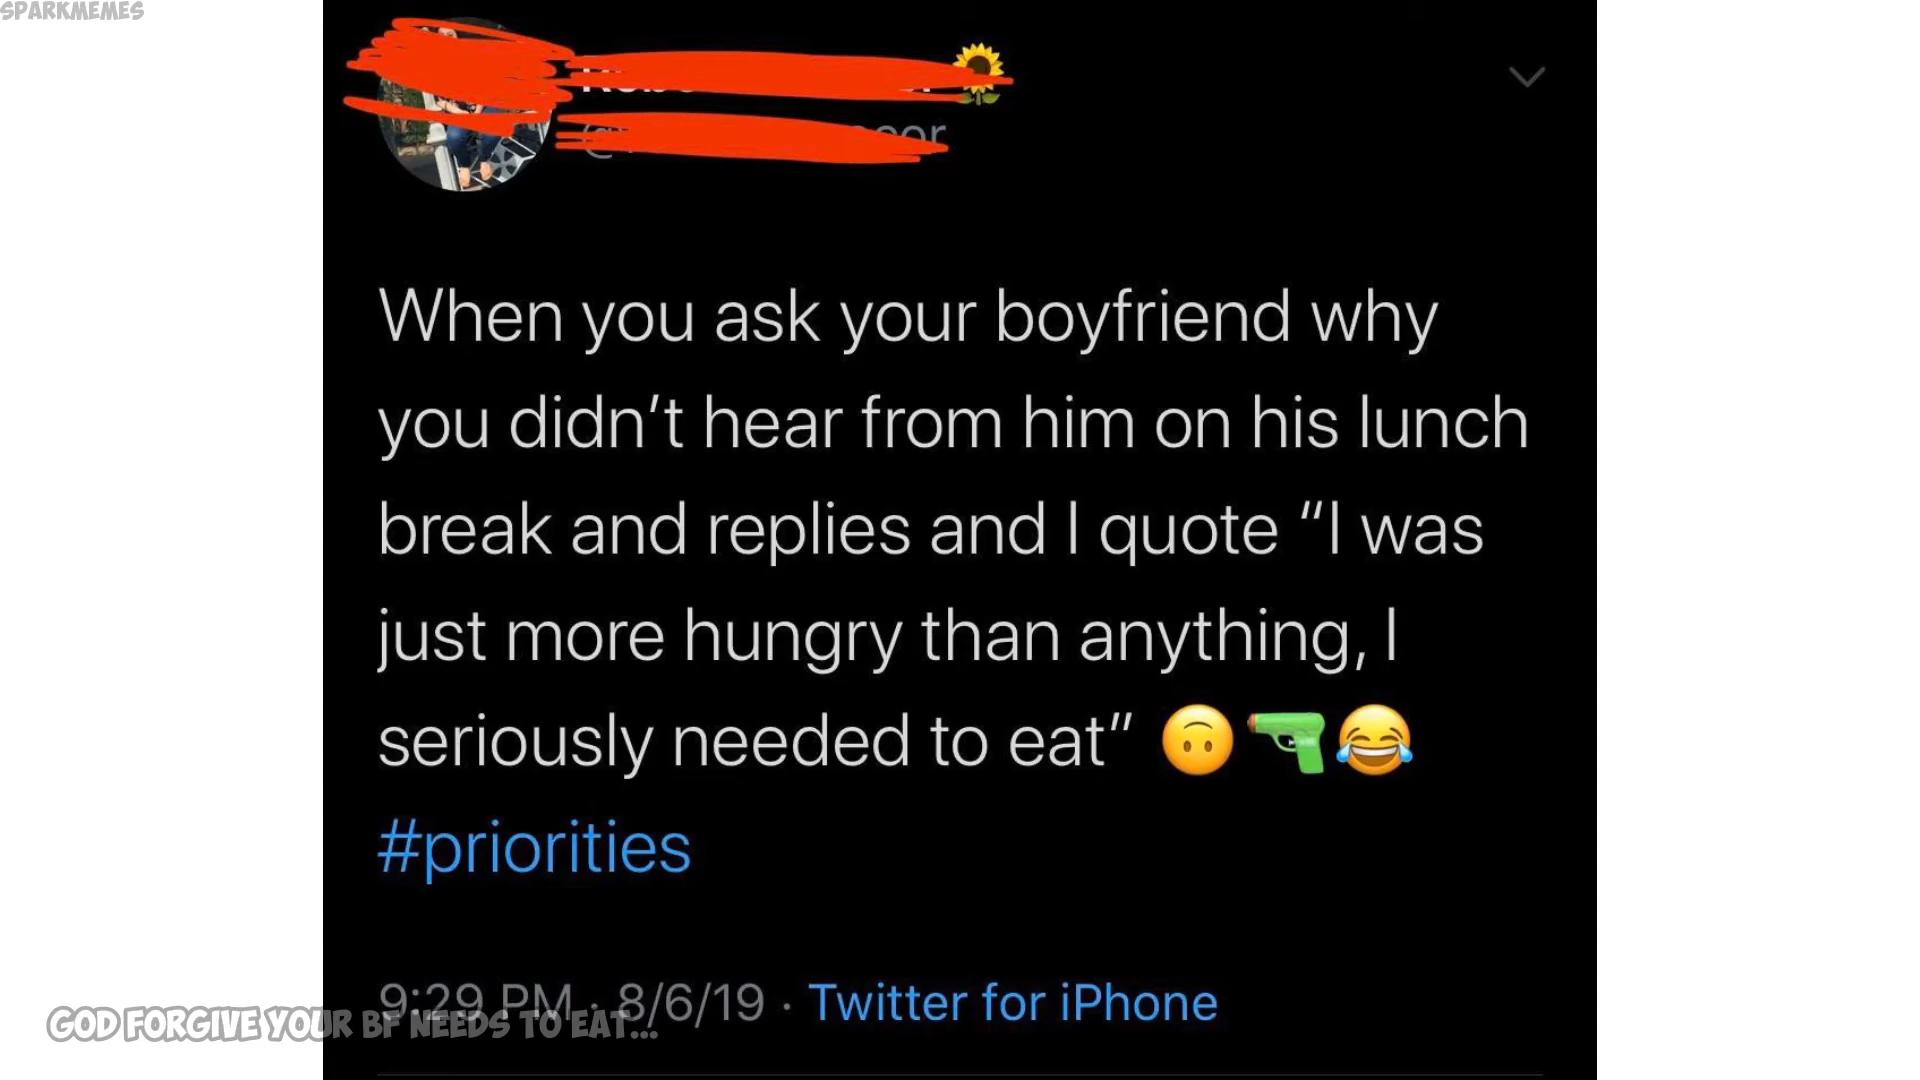 SPARKMEMES
When you ask your boyfriend why
you didn’t hear from him on his lunch
break and replies and I quote “I was
just more hungry than anything, I
seriously needed to eat” 🙃🔫😂
#priorities
9:29 PM · 8/6/19 · Twitter for iPhone
GOD FORGIVE YOUR BF NEEDS TO EAT...